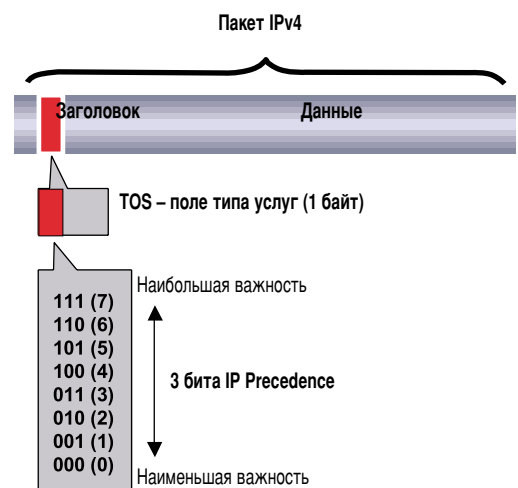 Пакет IPv4
Заголовок
Данные
TOS – поле типа услуг (1 байт)
Наибольшая важность
111 (7)
110 (6)
101 (5)
100 (4)
011 (3)
010 (2)
001 (1)
000 (0)
3 бита IP Precedence
Наименьшая важность